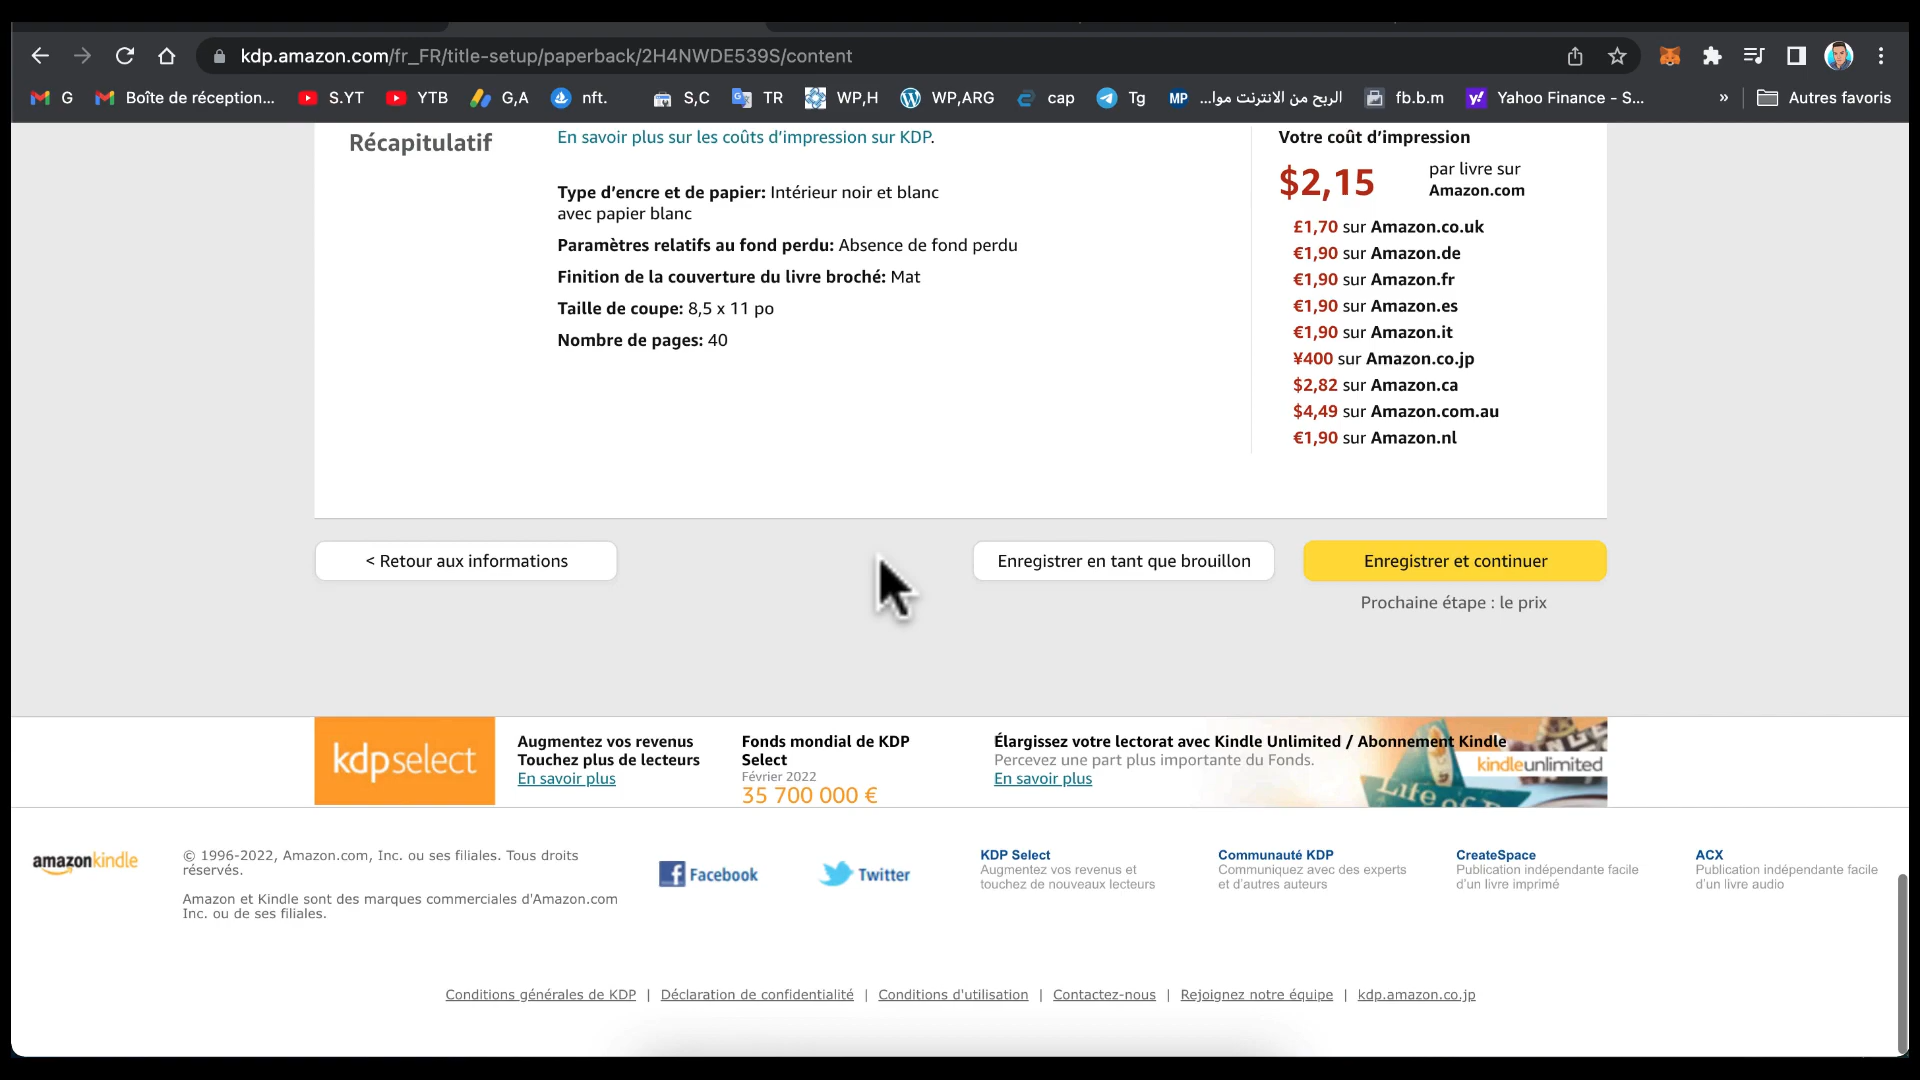 kdp.amazon.com/fr_FR/title-setup/paperback/2H4NWDE539S/content
G
Boîte de réception...
S.YT
YTB
G,A
nft.
S,C
TR
WP,H
WP,ARG
cap
Tg
MP
الربح من الانترنت موا...
fb.b.m
Yahoo Finance - S...
»
Autres favoris
Récapitulatif
En savoir plus sur les coûts d’impression sur KDP.
Type d’encre et de papier: Intérieur noir et blanc
avec papier blanc
Paramètres relatifs au fond perdu: Absence de fond perdu
Finition de la couverture du livre broché: Mat
Taille de coupe: 8,5 x 11 po
Nombre de pages: 40
Votre coût d’impression
$2,15
par livre sur
Amazon.com
£1,70 sur Amazon.co.uk
€1,90 sur Amazon.de
€1,90 sur Amazon.fr
€1,90 sur Amazon.es
€1,90 sur Amazon.it
¥400 sur Amazon.co.jp
$2,82 sur Amazon.ca
$4,49 sur Amazon.com.au
€1,90 sur Amazon.nl
< Retour aux informations
Enregistrer en tant que brouillon
Enregistrer et continuer
Prochaine étape : le prix
kdpselect
Augmentez vos revenus
Touchez plus de lecteurs
En savoir plus
Fonds mondial de KDP
Select
Février 2022
35 700 000 €
Élargissez votre lectorat avec Kindle Unlimited / Abonnement Kindle
Percevez une part plus importante du Fonds.
En savoir plus
kindleunlimited
Life of
amazonkindle
© 1996-2022, Amazon.com, Inc. ou ses filiales. Tous droits
réservés.
Amazon et Kindle sont des marques commerciales d'Amazon.com
Inc. ou de ses filiales.
Facebook
Twitter
KDP Select
Augmentez vos revenus et
touchez de nouveaux lecteurs
Communauté KDP
Communiquez avec des experts
et d'autres auteurs
CreateSpace
Publication indépendante facile
d'un livre imprimé
ACX
Publication indépendante facile
d'un livre audio
Conditions générales de KDP | Déclaration de confidentialité | Conditions d'utilisation | Contactez-nous | Rejoignez notre équipe | kdp.amazon.co.jp